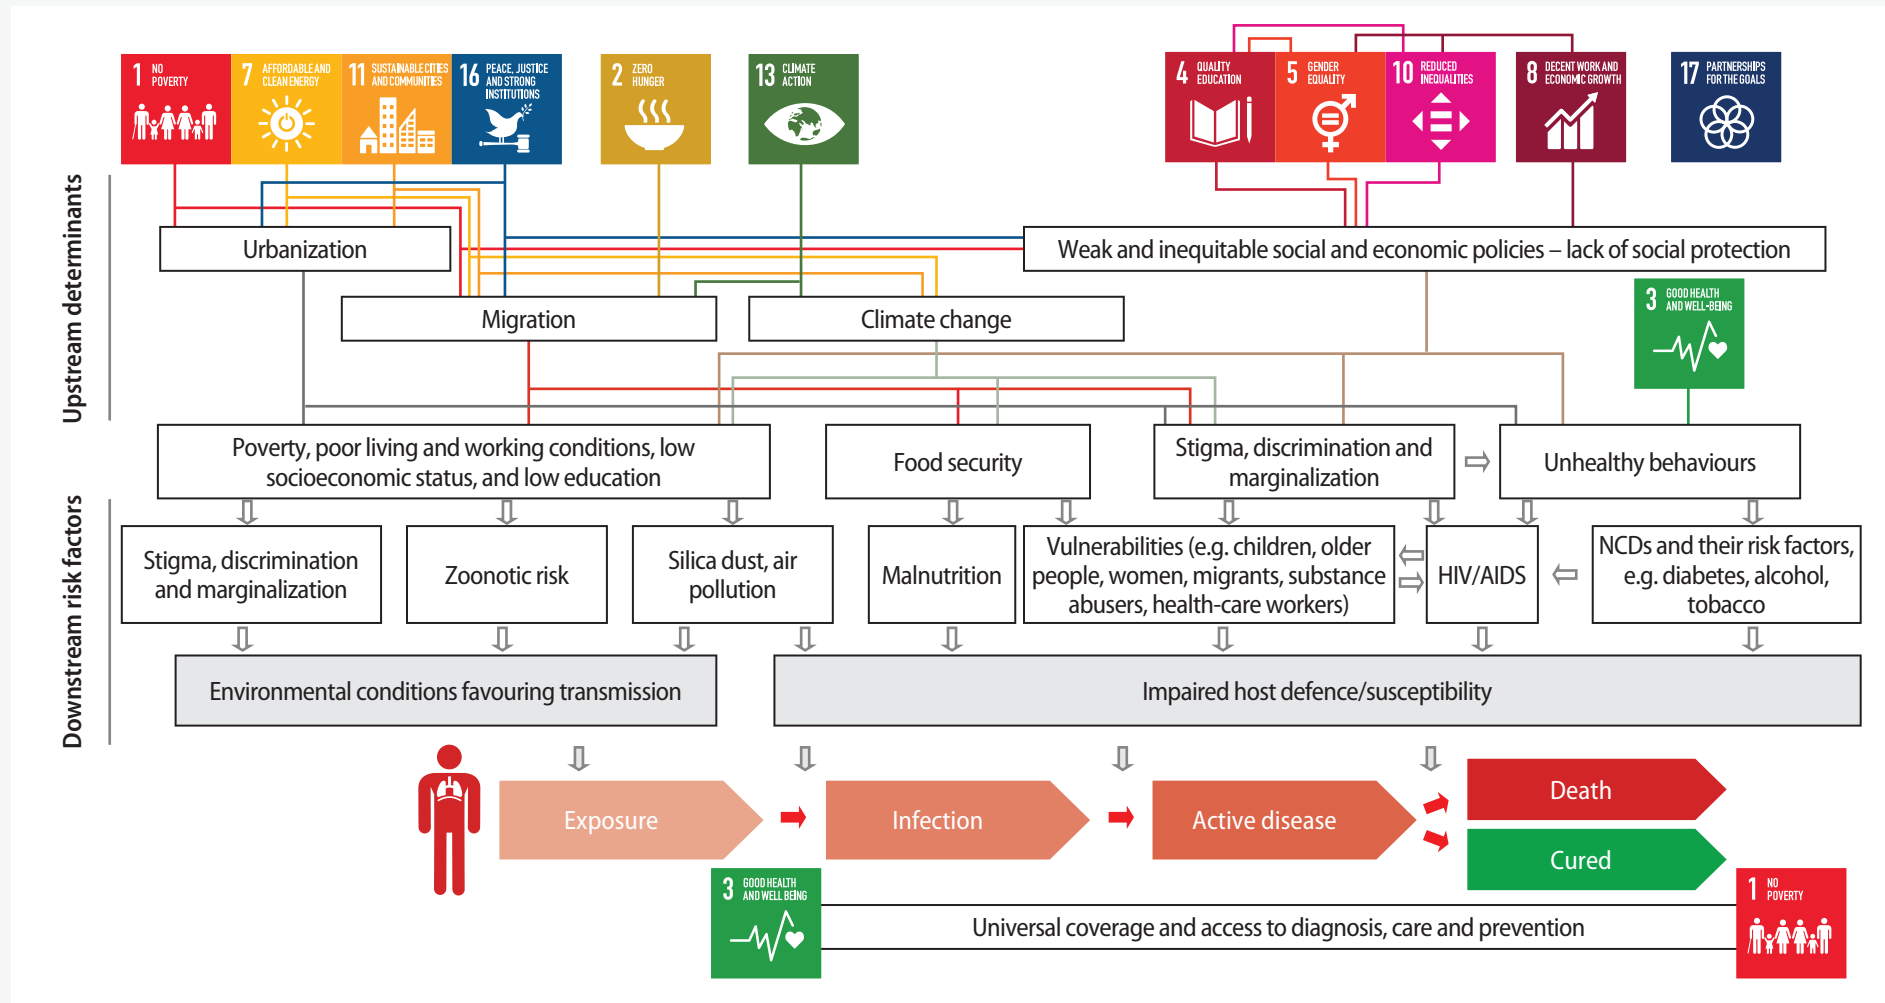 1 NO
POVERTY
7 AFFORDABLE AND
CLEAN ENERGY
11 SUSTAINABLE CITIES
AND COMMUNITIES
16 PEACE, JUSTICE
AND STRONG
INSTITUTIONS
2 ZERO
HUNGER
13 CLIMATE
ACTION
4 QUALITY
EDUCATION
5 GENDER
EQUALITY
10 REDUCED
INEQUALITIES
8 DECENT WORK AND
ECONOMIC GROWTH
17 PARTNERSHIPS
FOR THE GOALS
Upstream determinants
Urbanization
Weak and inequitable social and economic policies – lack of social protection
3 GOOD HEALTH
AND WELL-BEING
Migration
Climate change
Poverty, poor living and working conditions, low
socioeconomic status, and low education
Food security
Stigma, discrimination and
marginalization
Unhealthy behaviours
Downstream risk factors
Stigma, discrimination
and marginalization
Zoonotic risk
Silica dust, air
pollution
Malnutrition
Vulnerabilities (e.g. children, older
people, women, migrants, substance
abusers, health-care workers)
HIV/AIDS
NCDs and their risk factors,
e.g. diabetes, alcohol,
tobacco
Environmental conditions favouring transmission
Impaired host defence/susceptibility
Exposure
Infection
Active disease
Death
Cured
3 GOOD HEALTH
AND WELL BEING
Universal coverage and access to diagnosis, care and prevention
1 NO
POVERTY